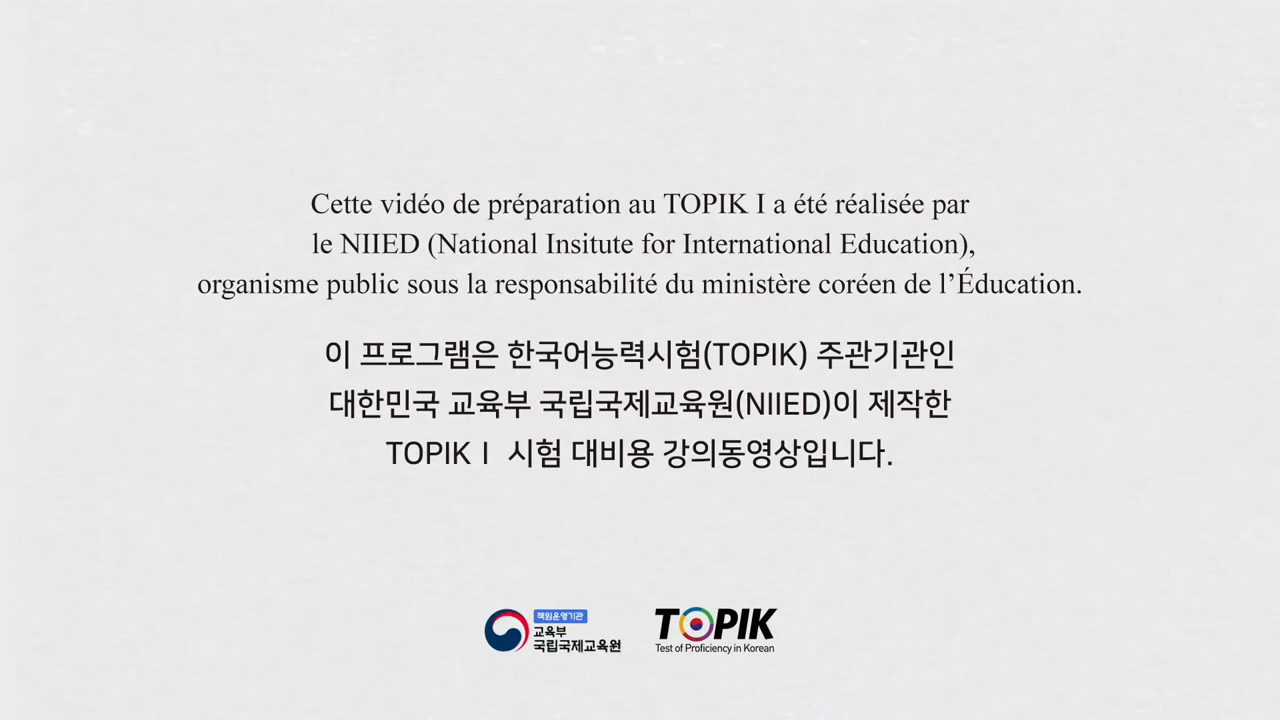 Cette vidéo de préparation au TOPIK I a été réalisée par
le NIIED (National Insitute for International Education),
organisme public sous la responsabilité du ministère coréen de l’Éducation.
이 프로그램은 한국어능력시험(TOPIK) 주관기관인
대한민국 교육부 국립국제교육원(NIIED)이 제작한
TOPIK Ⅰ 시험 대비용 강의동영상입니다.
책임운영기관
교육부
국립국제교육원
TOPIK
Test of Proficiency in Korean